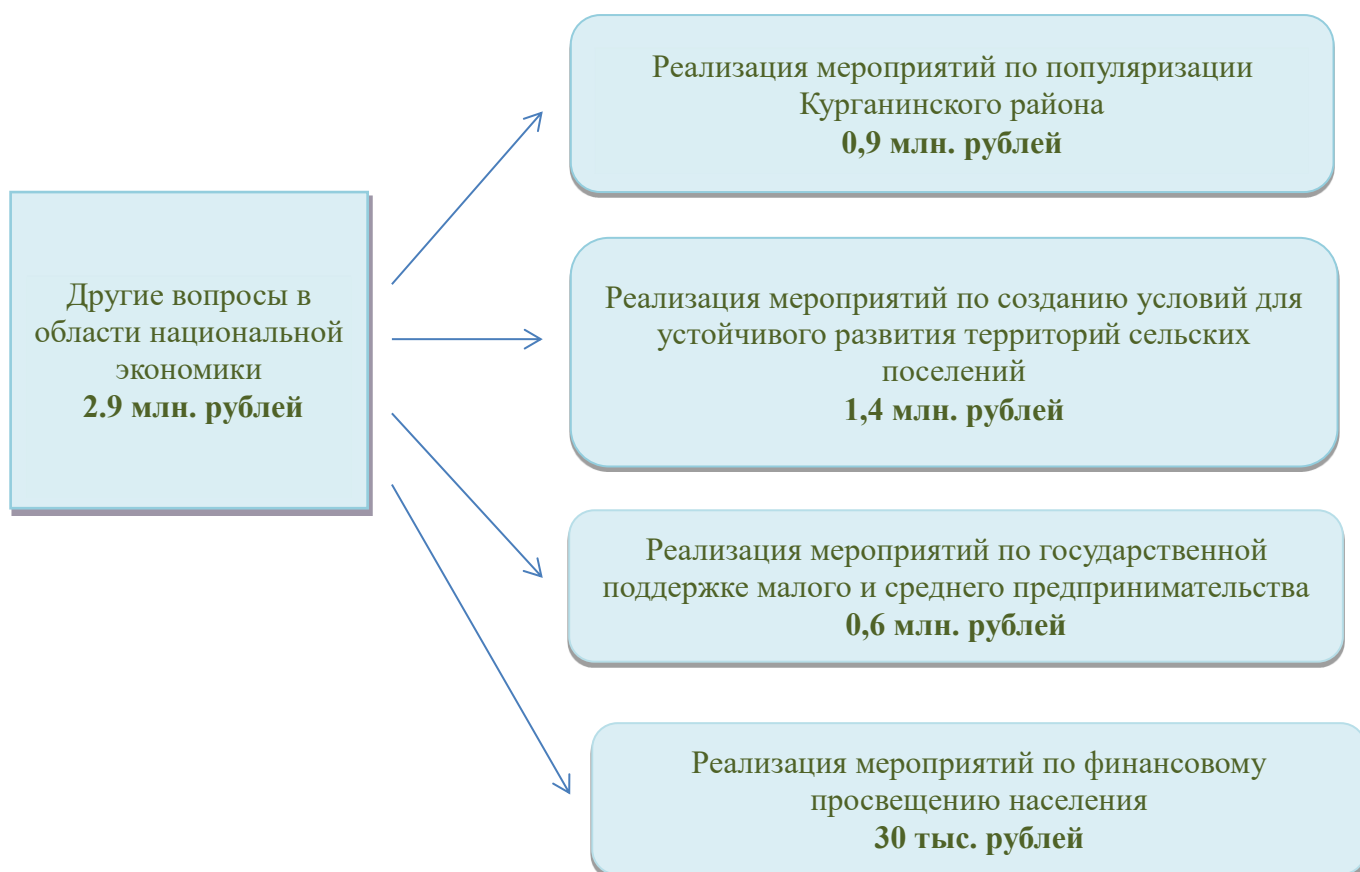 Реализация мероприятий по популяризации
Курганинского района
0,9 млн. рублей
Другие вопросы в
области национальной
экономики
2.9 млн. рублей
Реализация мероприятий по созданию условий для
устойчивого развития территорий сельских
поселений
1,4 млн. рублей
Реализация мероприятий по государственной
поддержке малого и среднего предпринимательства
0,6 млн. рублей
Реализация мероприятий по финансовому
просвещению населения
30 тыс. рублей